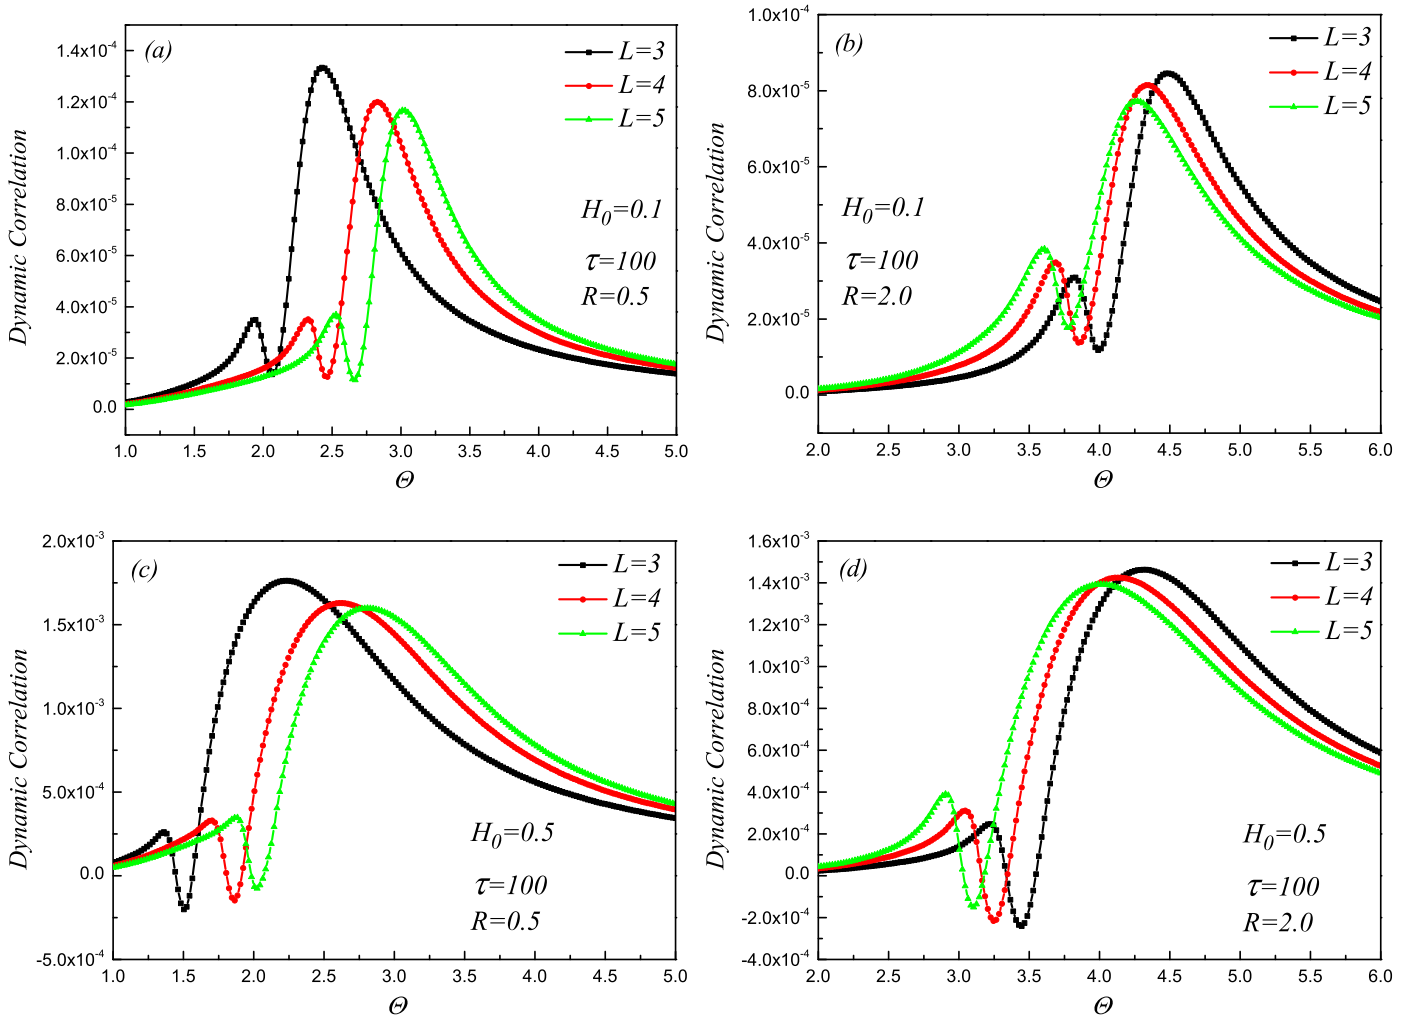 (a)
L=3
L=4
L=5
H0=0.1
τ=100
R=0.5
Dynamic Correlation
1.4x10-4
1.2x10-4
1.0x10-4
8.0x10-5
6.0x10-5
4.0x10-5
2.0x10-5
0.0
1.0 1.5 2.0 2.5 3.0 3.5 4.0 4.5 5.0
Θ
(b)
L=3
L=4
L=5
H0=0.1
τ=100
R=2.0
Dynamic Correlation
1.0x10-4
8.0x10-5
6.0x10-5
4.0x10-5
2.0x10-5
0.0
2.0 2.5 3.0 3.5 4.0 4.5 5.0 5.5 6.0
Θ
(c)
L=3
L=4
L=5
H0=0.5
τ=100
R=0.5
Dynamic Correlation
2.0x10-3
1.5x10-3
1.0x10-3
5.0x10-4
0.0
-5.0x10-4
1.0 1.5 2.0 2.5 3.0 3.5 4.0 4.5 5.0
Θ
(d)
L=3
L=4
L=5
H0=0.5
τ=100
R=2.0
Dynamic Correlation
1.6x10-3
1.4x10-3
1.2x10-3
1.0x10-3
8.0x10-4
6.0x10-4
4.0x10-4
2.0x10-4
0.0
-2.0x10-4
-4.0x10-4
2.0 2.5 3.0 3.5 4.0 4.5 5.0 5.5 6.0
Θ